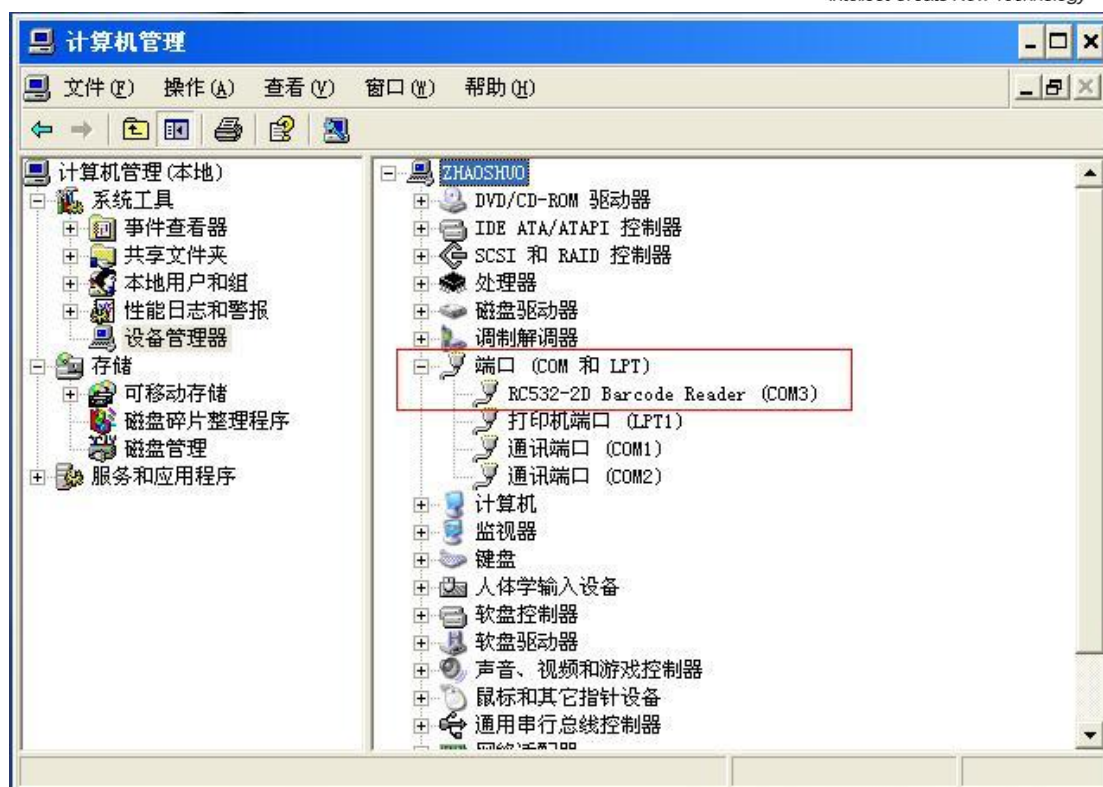 计算机管理
文件(F) 操作(A) 查看(V) 窗口(W) 帮助(H)
计算机管理(本地)
系统工具
事件查看器
共享文件夹
本地用户和组
性能日志和警报
设备管理器
存储
可移动存储
磁盘碎片整理程序
磁盘管理
服务和应用程序
ZHAOSHUO
DVD/CD-ROM 驱动器
IDE ATA/ATAPI 控制器
SCSI 和 RAID 控制器
处理器
磁盘驱动器
调制解调器
端口 (COM 和 LPT)
RC532-2D Barcode Reader (COM3)
打印机端口 (LPT1)
通讯端口 (COM1)
通讯端口 (COM2)
计算机
监视器
键盘
人体学输入设备
软盘控制器
软盘驱动器
声音、视频和游戏控制器
鼠标和其它指针设备
通用串行总线控制器